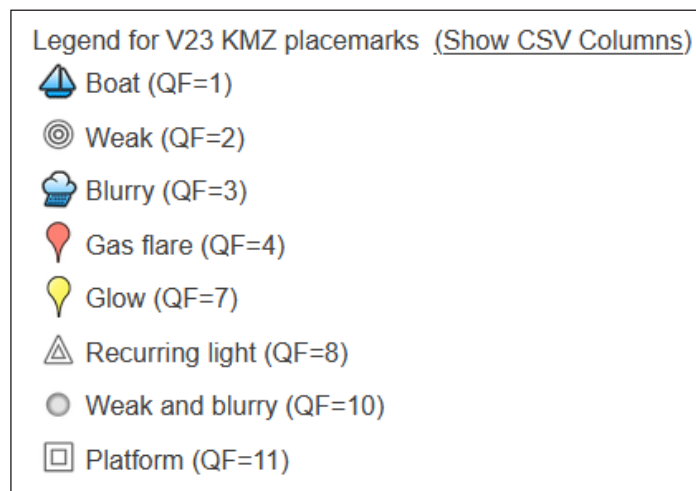 Legend for V23 KMZ placemarks (Show CSV Columns)
Boat (QF=1)
Weak (QF=2)
Blurry (QF=3)
Gas flare (QF=4)
Glow (QF=7)
Recurring light (QF=8)
Weak and blurry (QF=10)
Platform (QF=11)